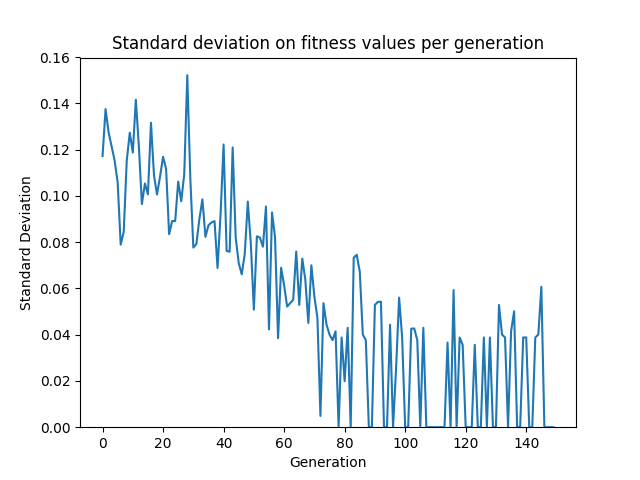 Standard deviation on fitness values per generation
0.16
0.14
0.12
0.10
0.08
0.06
0.04
0.02
0.00
Standard Deviation
0 20 40 60 80 100 120 140
Generation